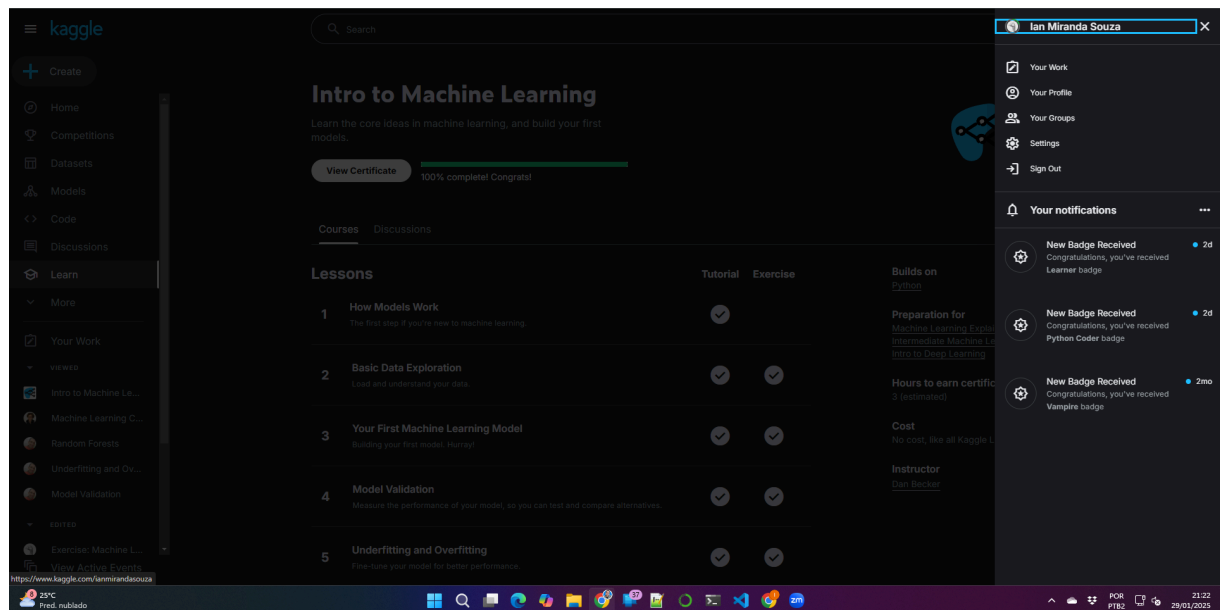 kaggle
Search
Ian Miranda Souza
Create
Home
Competitions
Datasets
Models
Code
Discussions
Learn
More
Your Work
VIEWED
Intro to Machine Le...
Machine Learning C...
Random Forests
Underfitting and Ov...
Model Validation
EDITED
Exercise: Machine L...
View Active Events
https://www.kaggle.com/ianmirandasouza
Intro to Machine Learning
Learn the core ideas in machine learning, and build your first
models.
View Certificate
100% complete! Congrats!
Courses Discussions
Lessons Tutorial Exercise
1 How Models Work
The first step if you're new to machine learning.
2 Basic Data Exploration
Load and understand your data.
3 Your First Machine Learning Model
Building your first model. Hurray!
4 Model Validation
Measure the performance of your model, so you can test and compare alternatives.
5 Underfitting and Overfitting
Fine-tune your model for better performance.
Builds on
Python
Preparation for
Machine Learning Explai
Intermediate Machine Le
Intro to Deep Learning
Hours to earn certific
3 (estimated)
Cost
No cost, like all Kaggle L
Instructor
Dan Becker
Your Work
Your Profile
Your Groups
Settings
Sign Out
Your notifications
New Badge Received 2d
Congratulations, you've received
Learner badge
New Badge Received 2d
Congratulations, you've received
Python Coder badge
New Badge Received 2mo
Congratulations, you've received
Vampire badge
8
25°C
Pred. nublado
37
zm
POR
PTB2
21:22
29/01/2025